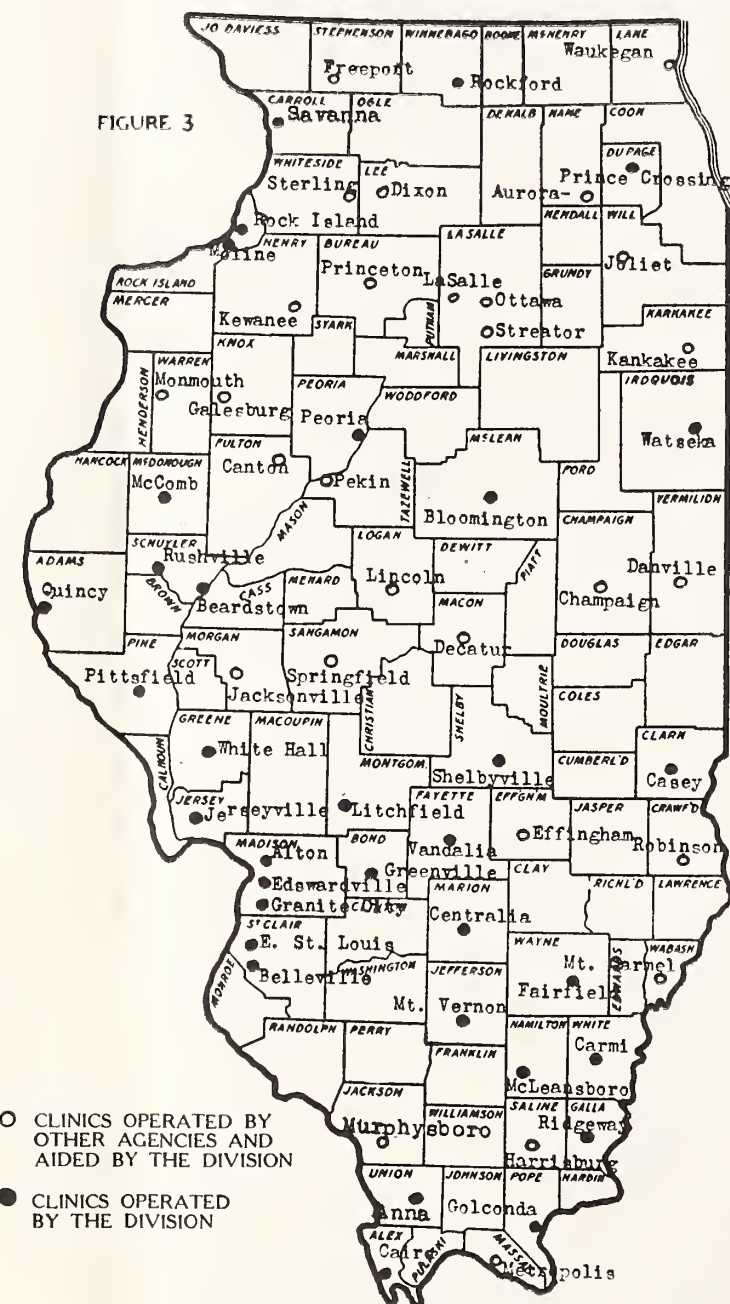 JO DAVIESS
STEPHENSON
WINNEBAGO
BOONE
McHENRY
LAKE
Waukegan
Freeport
Rockford
FIGURE 3
CARROLL
OGLE
DEKALB
KANE
COOK
Savanna
DUPAGE
WHITESIDE
LEE
Prince Crossing
Sterling
Dixon
Aurora-
Rock Island
KENDALL
WILL
LASALLE
Moline
HENRY
BUREAU
Joliet
Princeton
LaSalle
GRUNDY
ROCK ISLAND
Ottawa
MERCER
PUTNAM
KANKAKEE
Kewanee
STARK
Streator
KNOX
MARSHALL
LIVINGSTON
Kankakee
WARREN
IROQUOIS
HENDERSON
Monmouth
PEORIA
WOODFORD
Galesburg
Peoria
McLEAN
Watseka
FULTON
HANCOCK
McDONOUGH
Canton
FORD
McComb
Pekin
TAZEWELL
Bloomington
VERMILION
MASON
CHAMPAIGN
LOGAN
SCHUYLER
DEWITT
ADAMS
Rushville
PIATT
Danville
CASS
MENARD
Lincoln
Quincy
BROWN
Beardstown
MACON
Champaign
PIKE
MORGAN
SANGAMON
Decatur
DOUGLAS
EDGAR
SCOTT
Pittsfield
Springfield
Jacksonville
CHRISTIAN
SHELBY
MOULTRIE
COLES
GREENE
MACOUPIN
CLARK
CALHOUN
White Hall
MONTGOM.
Shelbyville
CUMBERL'D
Casey
JERSEY
FAYETTE
EFFGH'M
JASPER
CRAWF'D
Jerseyville
Litchfield
MADISON
BOND
Vandalia
Effingham
Robinson
Alton
Greenville
CLAY
Edswardville
MARION
RICHL'D
LAWRENCE
Granite City
Centralia
ST CLAIR
WAYNE
WABASH
E. St. Louis
Mt. Carmel
WASHINGTON
JEFFERSON
Belleville
Fairfield
EDWARDS
MONROE
Mt. Vernon
RANDOLPH
PERRY
HAMILTON
WHITE
Carmi
FRANKLIN
McLeansboro
JACKSON
WILLIAMSON
SALINE
GALLA
Murphysboro
Ridgeway
Harrisburg
UNION
JOHNSON
POPE
HARDIN
Anna
Golconda
ALEX
Cairo
PULASKI
MASSAC
Metropolis
CLINICS OPERATED BY
OTHER AGENCIES AND
AIDED BY THE DIVISION
CLINICS OPERATED
BY THE DIVISION